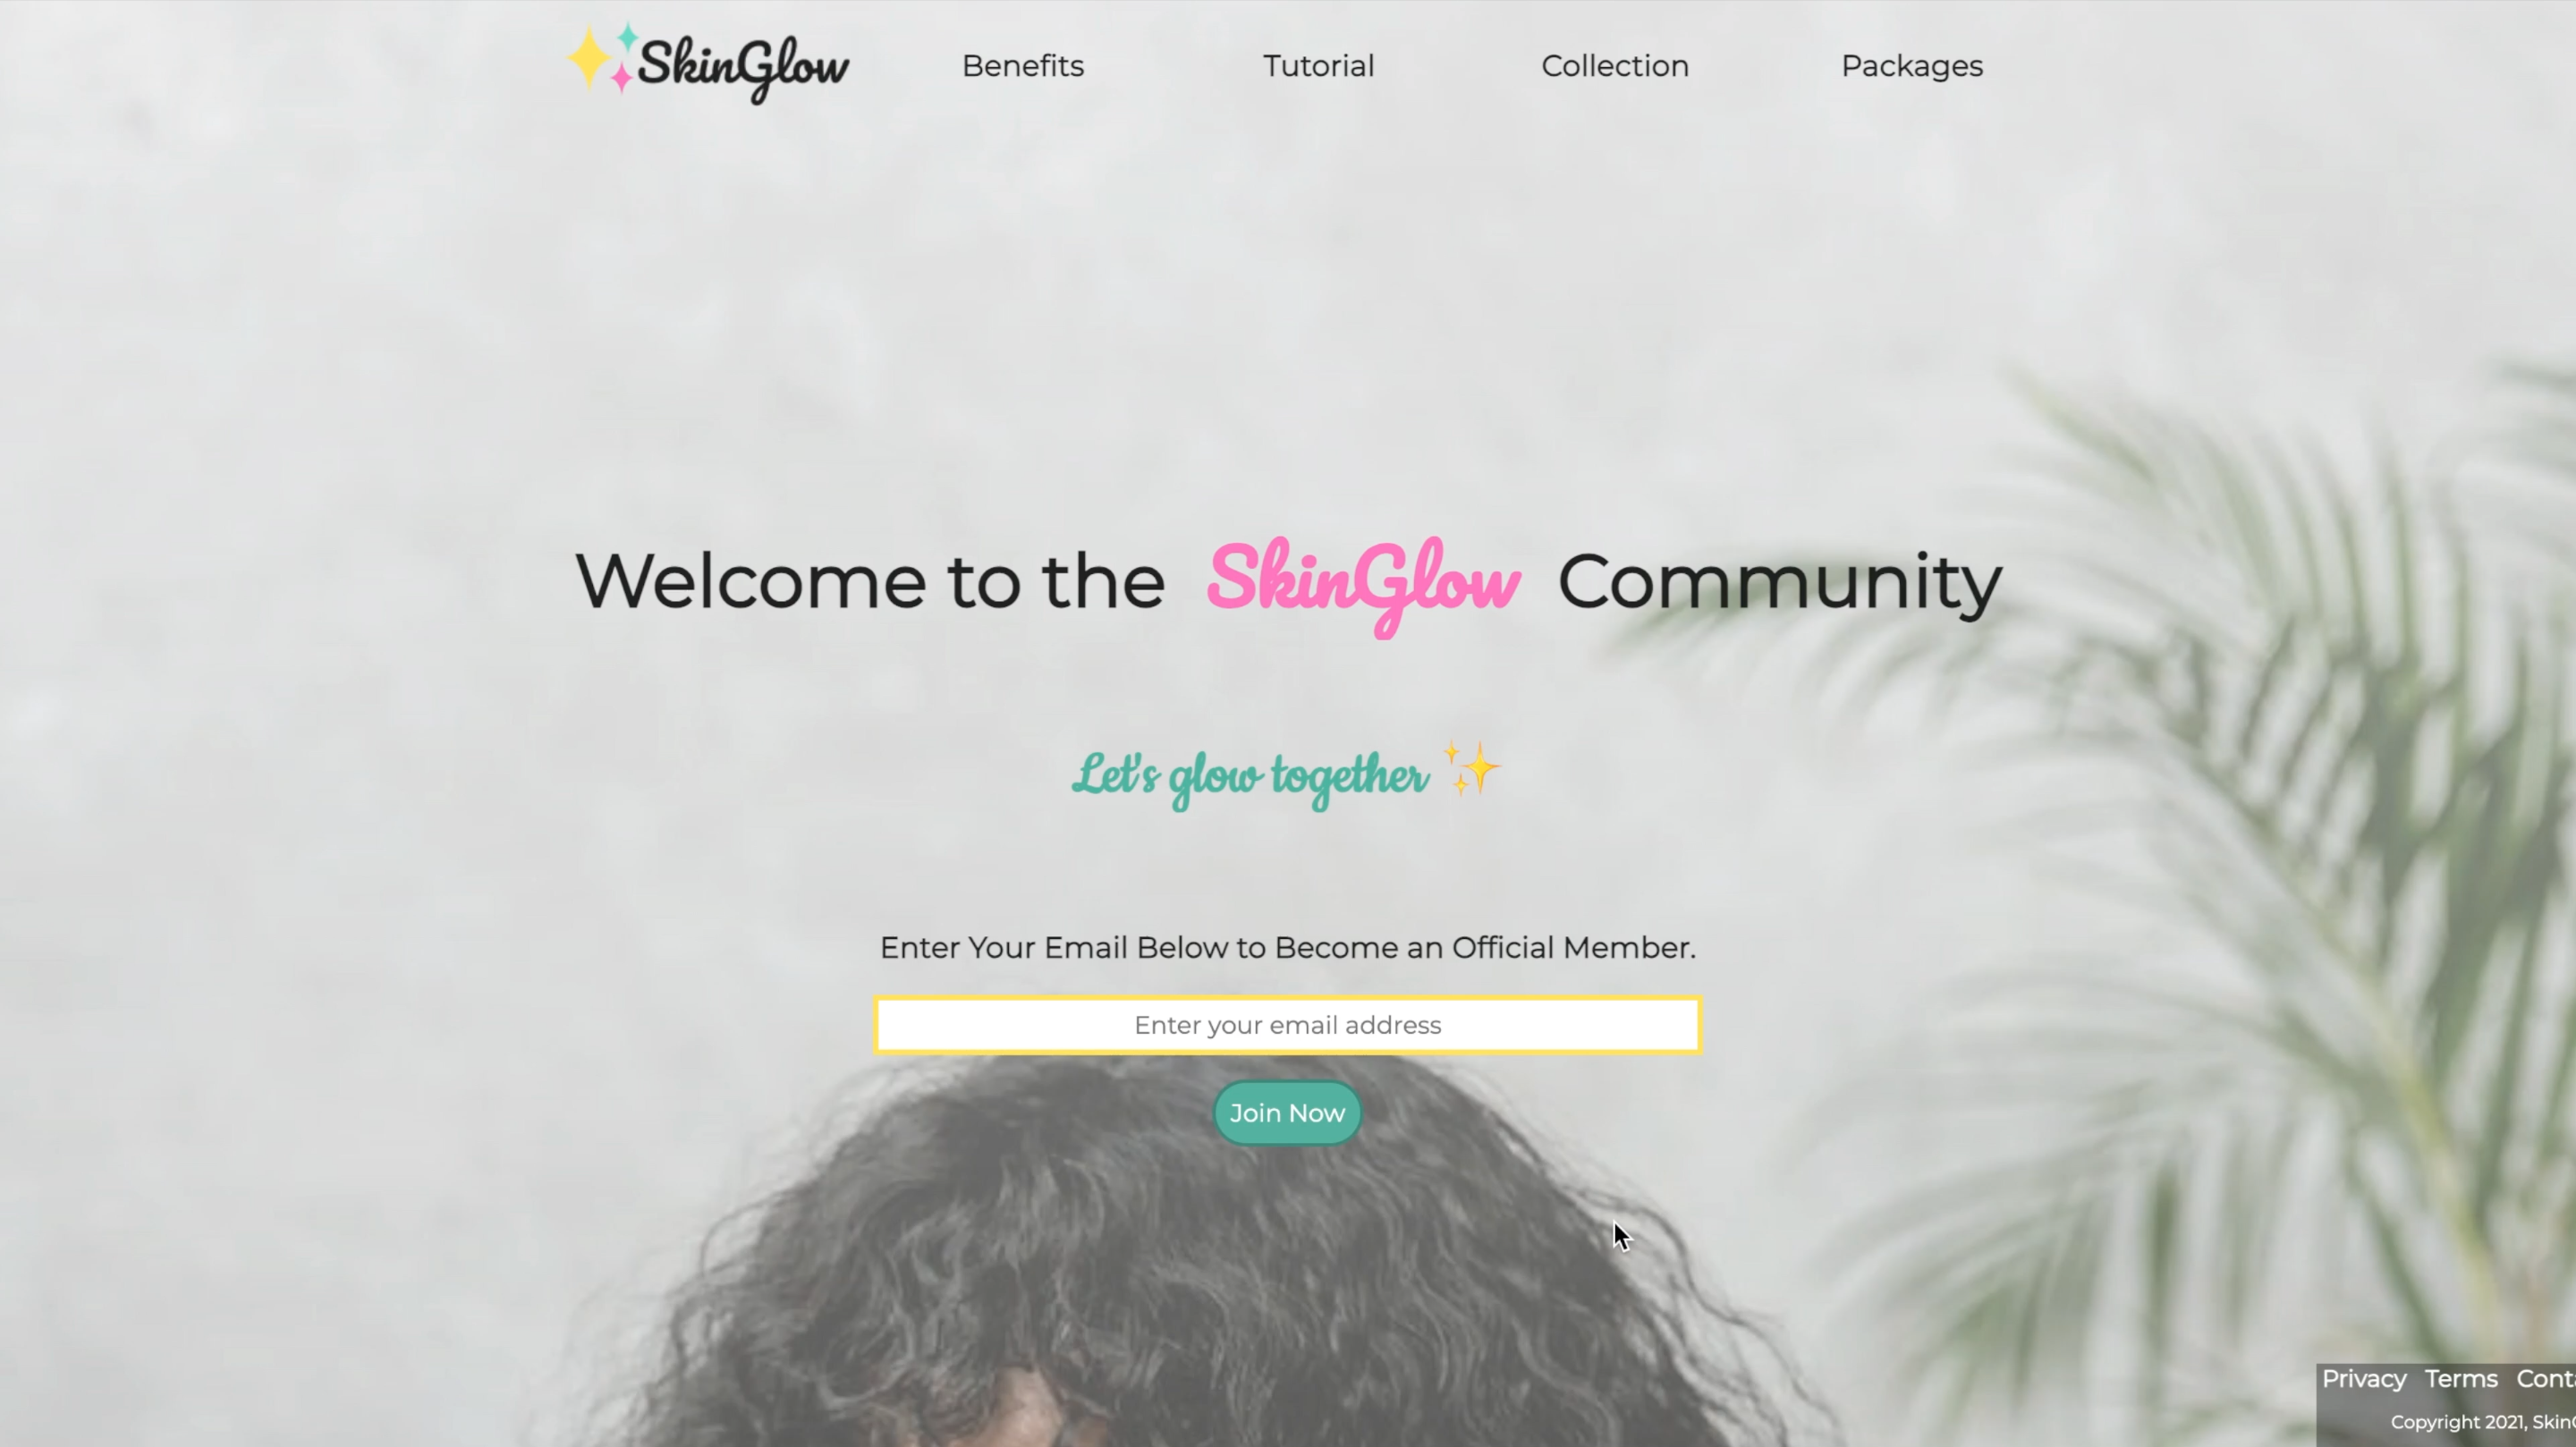 SkinGlow Benefits Tutorial Collection Packages
Welcome to the SkinGlow Community
Let's glow together ✨
Enter Your Email Below to Become an Official Member.
Enter your email address
Join Now
Privacy Terms
Copyright 2021,